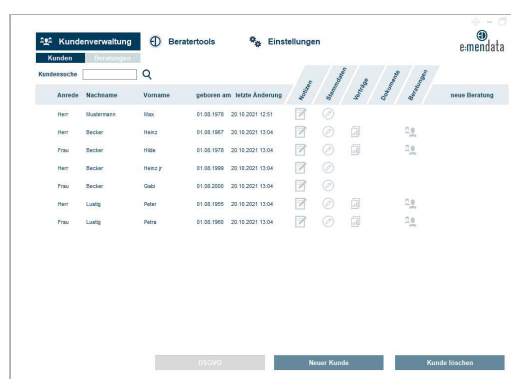 Kundenverwaltung Beratertools Einstellungen
e:mendata
Kunden Beratungen
Kundensuche
Notizen Stammdaten Verträge Dokumente Beratungen
Anrede Nachname Vorname geboren am letzte Änderung neue Beratung
Herr Mustermann Max 01.08.1978 20.10.2021 12:51
Herr Becker Heinz 01.08.1967 20.10.2021 13:04
Frau Becker Hilde 01.08.1978 20.10.2021 13:04
Herr Becker Heinz jr 01.08.1999 20.10.2021 13:04
Frau Becker Gabi 01.08.2000 20.10.2021 13:04
Herr Lustig Peter 01.08.1955 20.10.2021 13:04
Frau Lustig Petra 01.08.1960 20.10.2021 13:04
DSGVO Neuer Kunde Kunde löschen